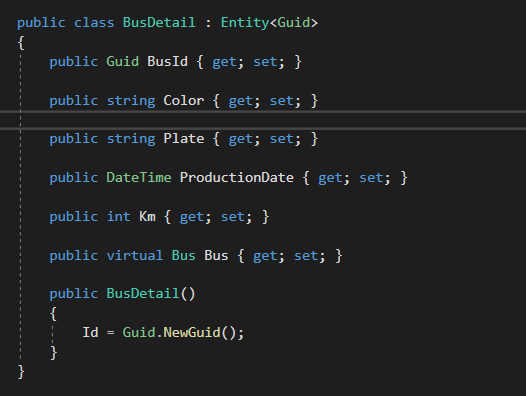 public class BusDetail : Entity<Guid>
{
public Guid BusId { get; set; }
public string Color { get; set; }
public string Plate { get; set; }
public DateTime ProductionDate { get; set; }
public int Km { get; set; }
public virtual Bus Bus { get; set; }
public BusDetail()
{
Id = Guid.NewGuid();
}
}